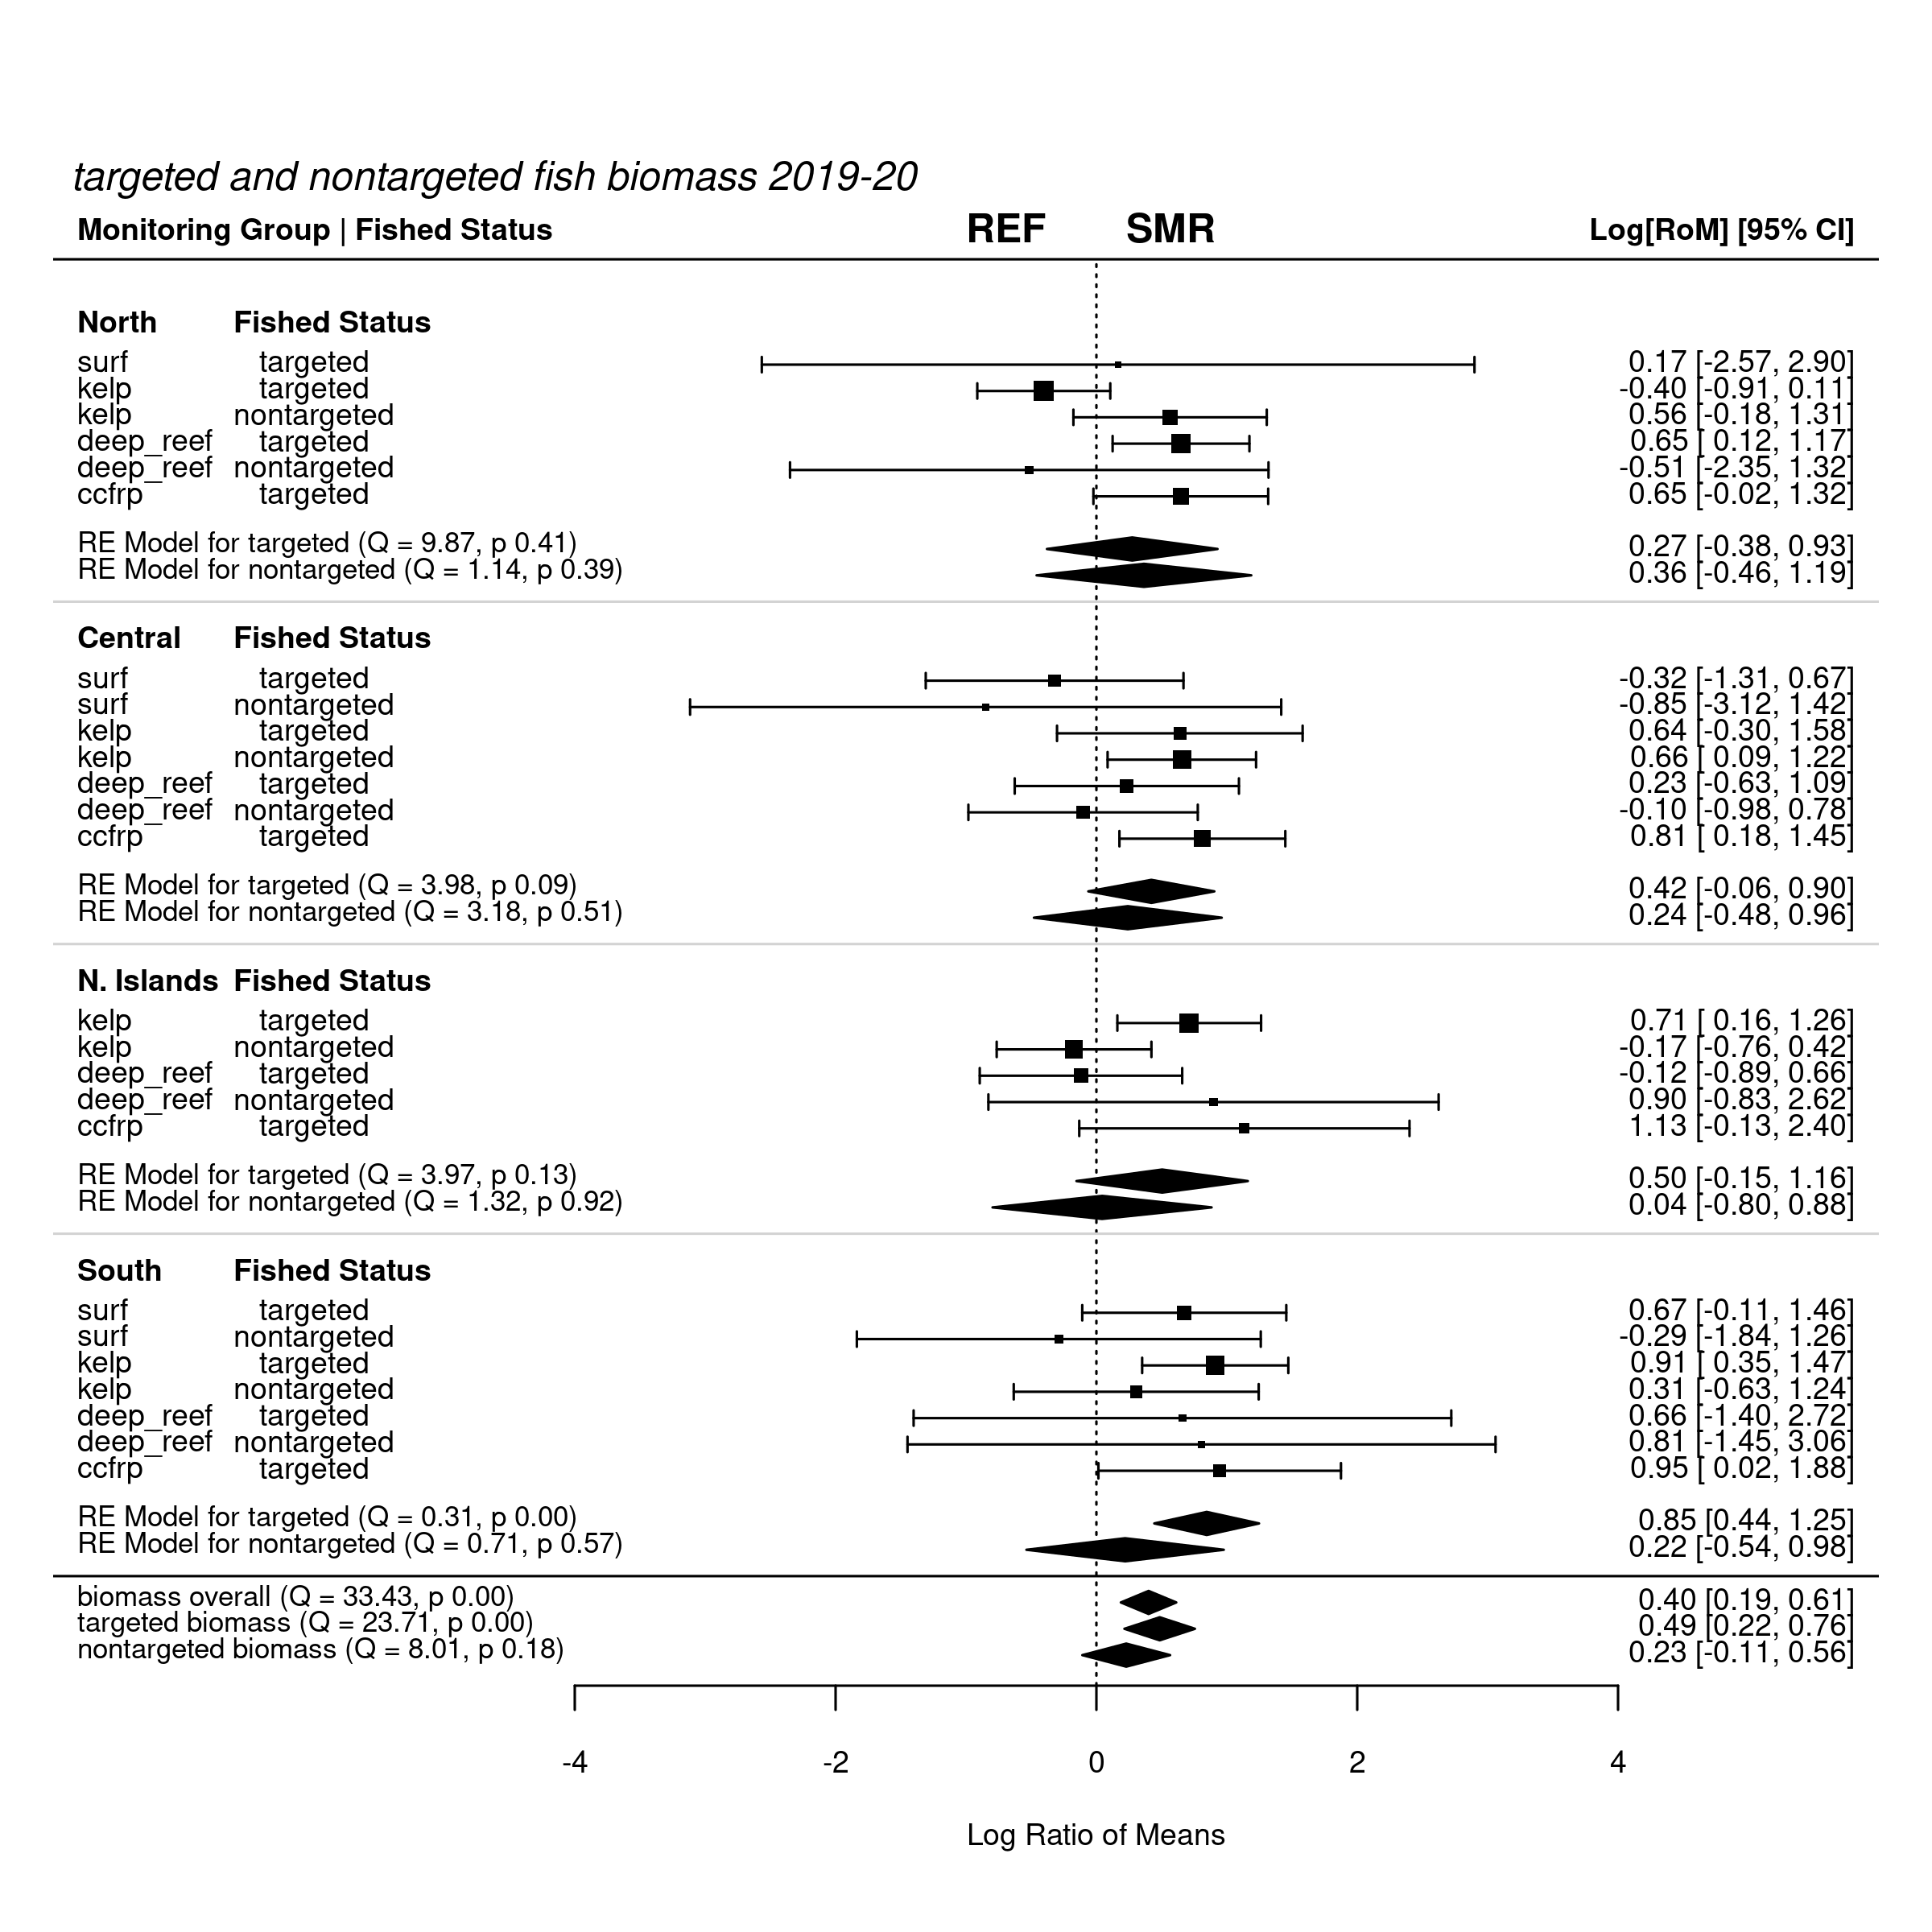 targeted and nontargeted fish biomass 2019-20
Monitoring Group | Fished Status REF SMR Log[RoM] [95% CI]
North Fished Status
surf targeted 0.17 [-2.57, 2.90]
kelp targeted -0.40 [-0.91, 0.11]
kelp nontargeted 0.56 [-0.18, 1.31]
deep_reef targeted 0.65 [ 0.12, 1.17]
deep_reef nontargeted -0.51 [-2.35, 1.32]
ccfrp targeted 0.65 [-0.02, 1.32]
RE Model for targeted (Q = 9.87, p 0.41) 0.27 [-0.38, 0.93]
RE Model for nontargeted (Q = 1.14, p 0.39) 0.36 [-0.46, 1.19]
Central Fished Status
surf targeted -0.32 [-1.31, 0.67]
surf nontargeted -0.85 [-3.12, 1.42]
kelp targeted 0.64 [-0.30, 1.58]
kelp nontargeted 0.66 [ 0.09, 1.22]
deep_reef targeted 0.23 [-0.63, 1.09]
deep_reef nontargeted -0.10 [-0.98, 0.78]
ccfrp targeted 0.81 [ 0.18, 1.45]
RE Model for targeted (Q = 3.98, p 0.09) 0.42 [-0.06, 0.90]
RE Model for nontargeted (Q = 3.18, p 0.51) 0.24 [-0.48, 0.96]
N. Islands Fished Status
kelp targeted 0.71 [ 0.16, 1.26]
kelp nontargeted -0.17 [-0.76, 0.42]
deep_reef targeted -0.12 [-0.89, 0.66]
deep_reef nontargeted 0.90 [-0.83, 2.62]
ccfrp targeted 1.13 [-0.13, 2.40]
RE Model for targeted (Q = 3.97, p 0.13) 0.50 [-0.15, 1.16]
RE Model for nontargeted (Q = 1.32, p 0.92) 0.04 [-0.80, 0.88]
South Fished Status
surf targeted 0.67 [-0.11, 1.46]
surf nontargeted -0.29 [-1.84, 1.26]
kelp targeted 0.91 [ 0.35, 1.47]
kelp nontargeted 0.31 [-0.63, 1.24]
deep_reef targeted 0.66 [-1.40, 2.72]
deep_reef nontargeted 0.81 [-1.45, 3.06]
ccfrp targeted 0.95 [ 0.02, 1.88]
RE Model for targeted (Q = 0.31, p 0.00) 0.85 [0.44, 1.25]
RE Model for nontargeted (Q = 0.71, p 0.57) 0.22 [-0.54, 0.98]
biomass overall (Q = 33.43, p 0.00) 0.40 [0.19, 0.61]
targeted biomass (Q = 23.71, p 0.00) 0.49 [0.22, 0.76]
nontargeted biomass (Q = 8.01, p 0.18) 0.23 [-0.11, 0.56]
-4 -2 0 2 4
Log Ratio of Means